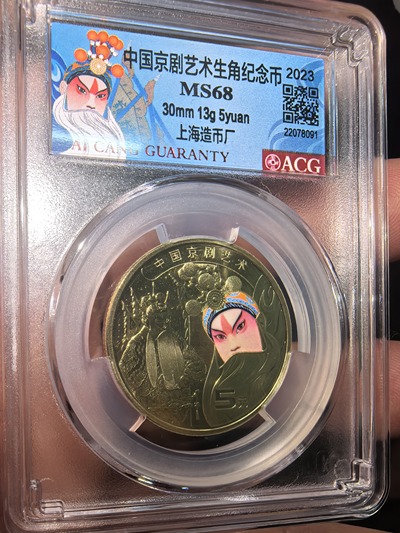 中国京剧艺术生角纪念币 2023
MS68
30mm 13g 5yuan
上海造币厂
22078091
AI CANG GUARANTY
ACG
中国京剧艺术
5元